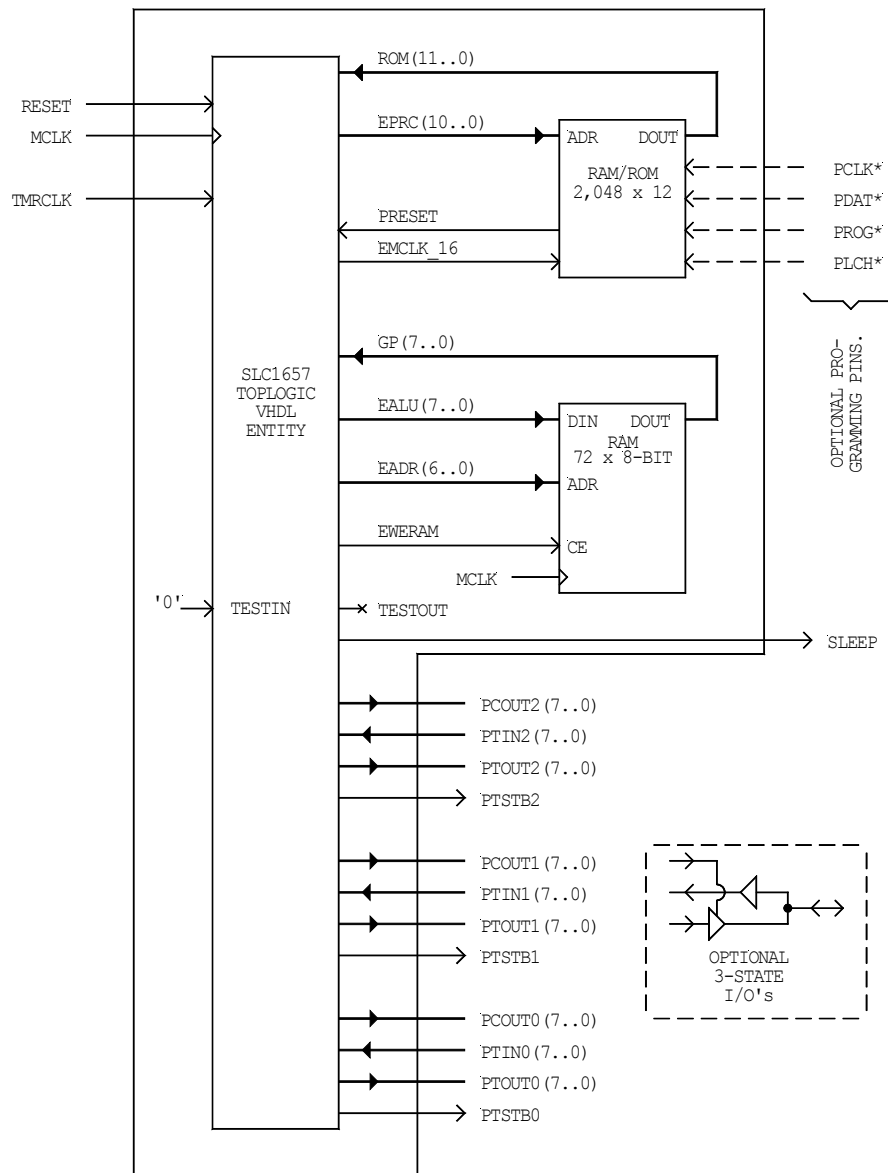 ROM(11..0)
RESET
EPRC(10..0)
MCLK
ADR DOUT
RAM/ROM
2,048 x 12
PCLK*
TMRCLK
PDAT*
PRESET
PROG*
EMCLK_16
PLCH*
GP(7..0)
OPTIONAL PRO-
GRAMMING PINS.
SLC1657
TOPLOGIC
VHDL
ENTITY
EALU(7..0)
DIN DOUT
RAM
72 x 8-BIT
EADR(6..0)
ADR
EWERAM
CE
MCLK
'0'
TESTIN
TESTOUT
SLEEP
PCOUT2(7..0)
PTIN2(7..0)
PTOUT2(7..0)
PTSTB2
PCOUT1(7..0)
PTIN1(7..0)
PTOUT1(7..0)
PTSTB1
OPTIONAL
3-STATE
I/O's
PCOUT0(7..0)
PTIN0(7..0)
PTOUT0(7..0)
PTSTB0